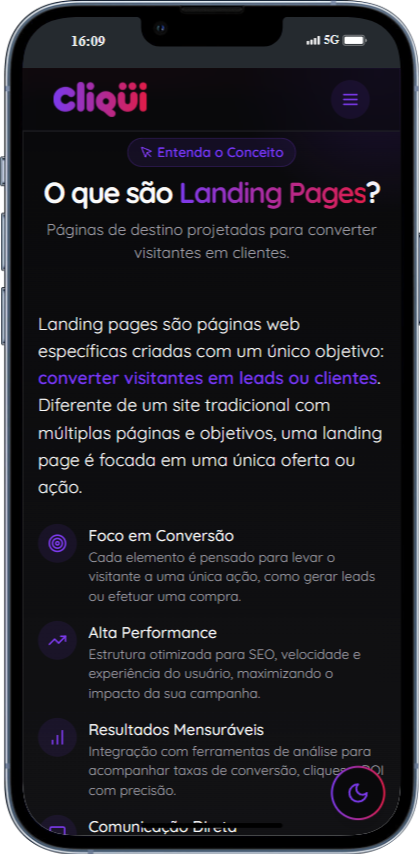 16:09
5G
cliqüi
Entenda o Conceito
O que são Landing Pages?
Páginas de destino projetadas para converter
visitantes em clientes.
Landing pages são páginas web
específicas criadas com um único objetivo:
converter visitantes em leads ou clientes.
Diferente de um site tradicional com
múltiplas páginas e objetivos, uma landing
page é focada em uma única oferta ou
ação.
Foco em Conversão
Cada elemento é pensado para levar o
visitante a uma única ação, como gerar leads
ou efetuar uma compra.
Alta Performance
Estrutura otimizada para SEO, velocidade e
experiência do usuário, maximizando o
impacto da sua campanha.
Resultados Mensuráveis
Integração com ferramentas de análise para
acompanhar taxas de conversão, cliques
com precisão.
Comunicação Direta